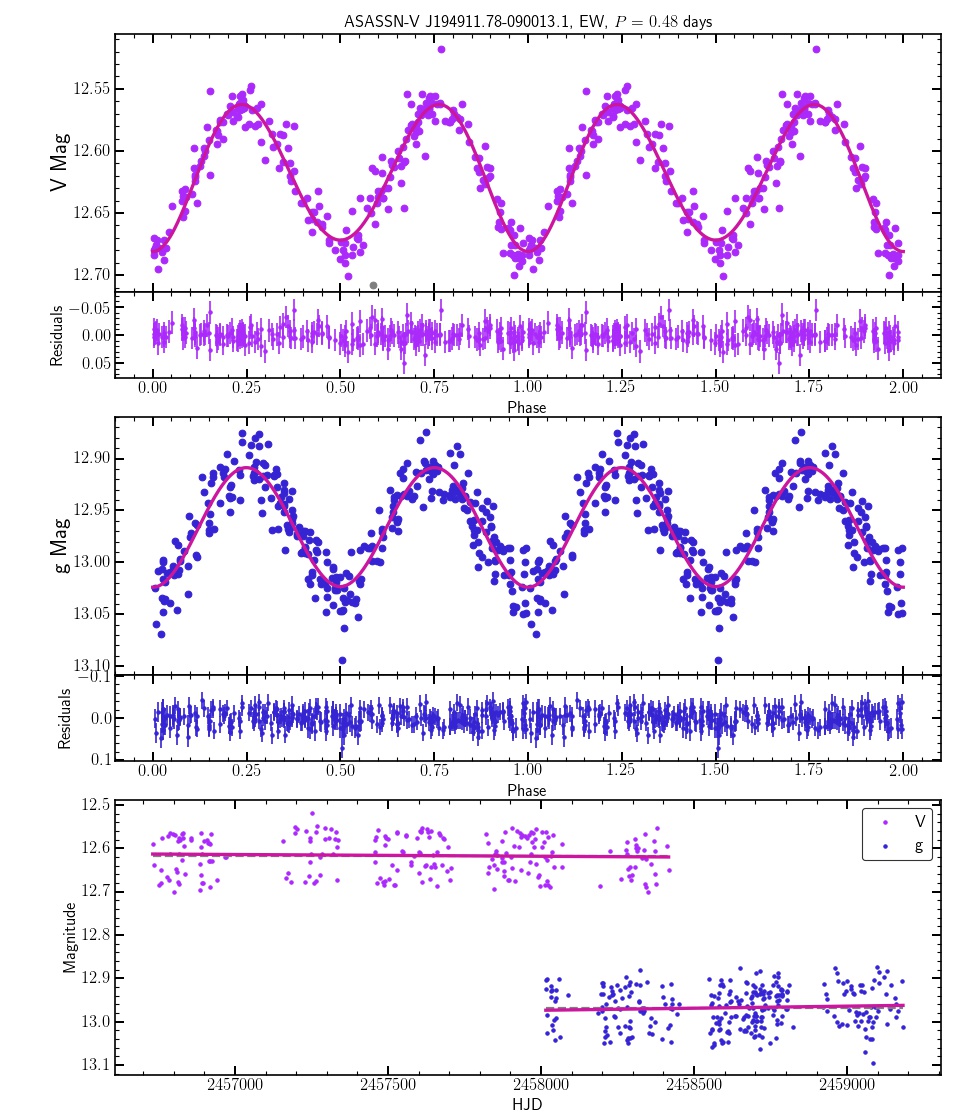 ASASSN-V J194911.78-090013.1, EW, P = 0.48 days
V Mag
12.55
12.60
12.65
12.70
Residuals
−0.05
0.00
0.05
0.00 0.25 0.50 0.75 1.00 1.25 1.50 1.75 2.00
Phase
g Mag
12.90
12.95
13.00
13.05
13.10
Residuals
−0.1
0.0
0.1
0.00 0.25 0.50 0.75 1.00 1.25 1.50 1.75 2.00
Phase
Magnitude
12.5
12.6
12.7
12.8
12.9
13.0
13.1
V
g
2457000 2457500 2458000 2458500 2459000
HJD